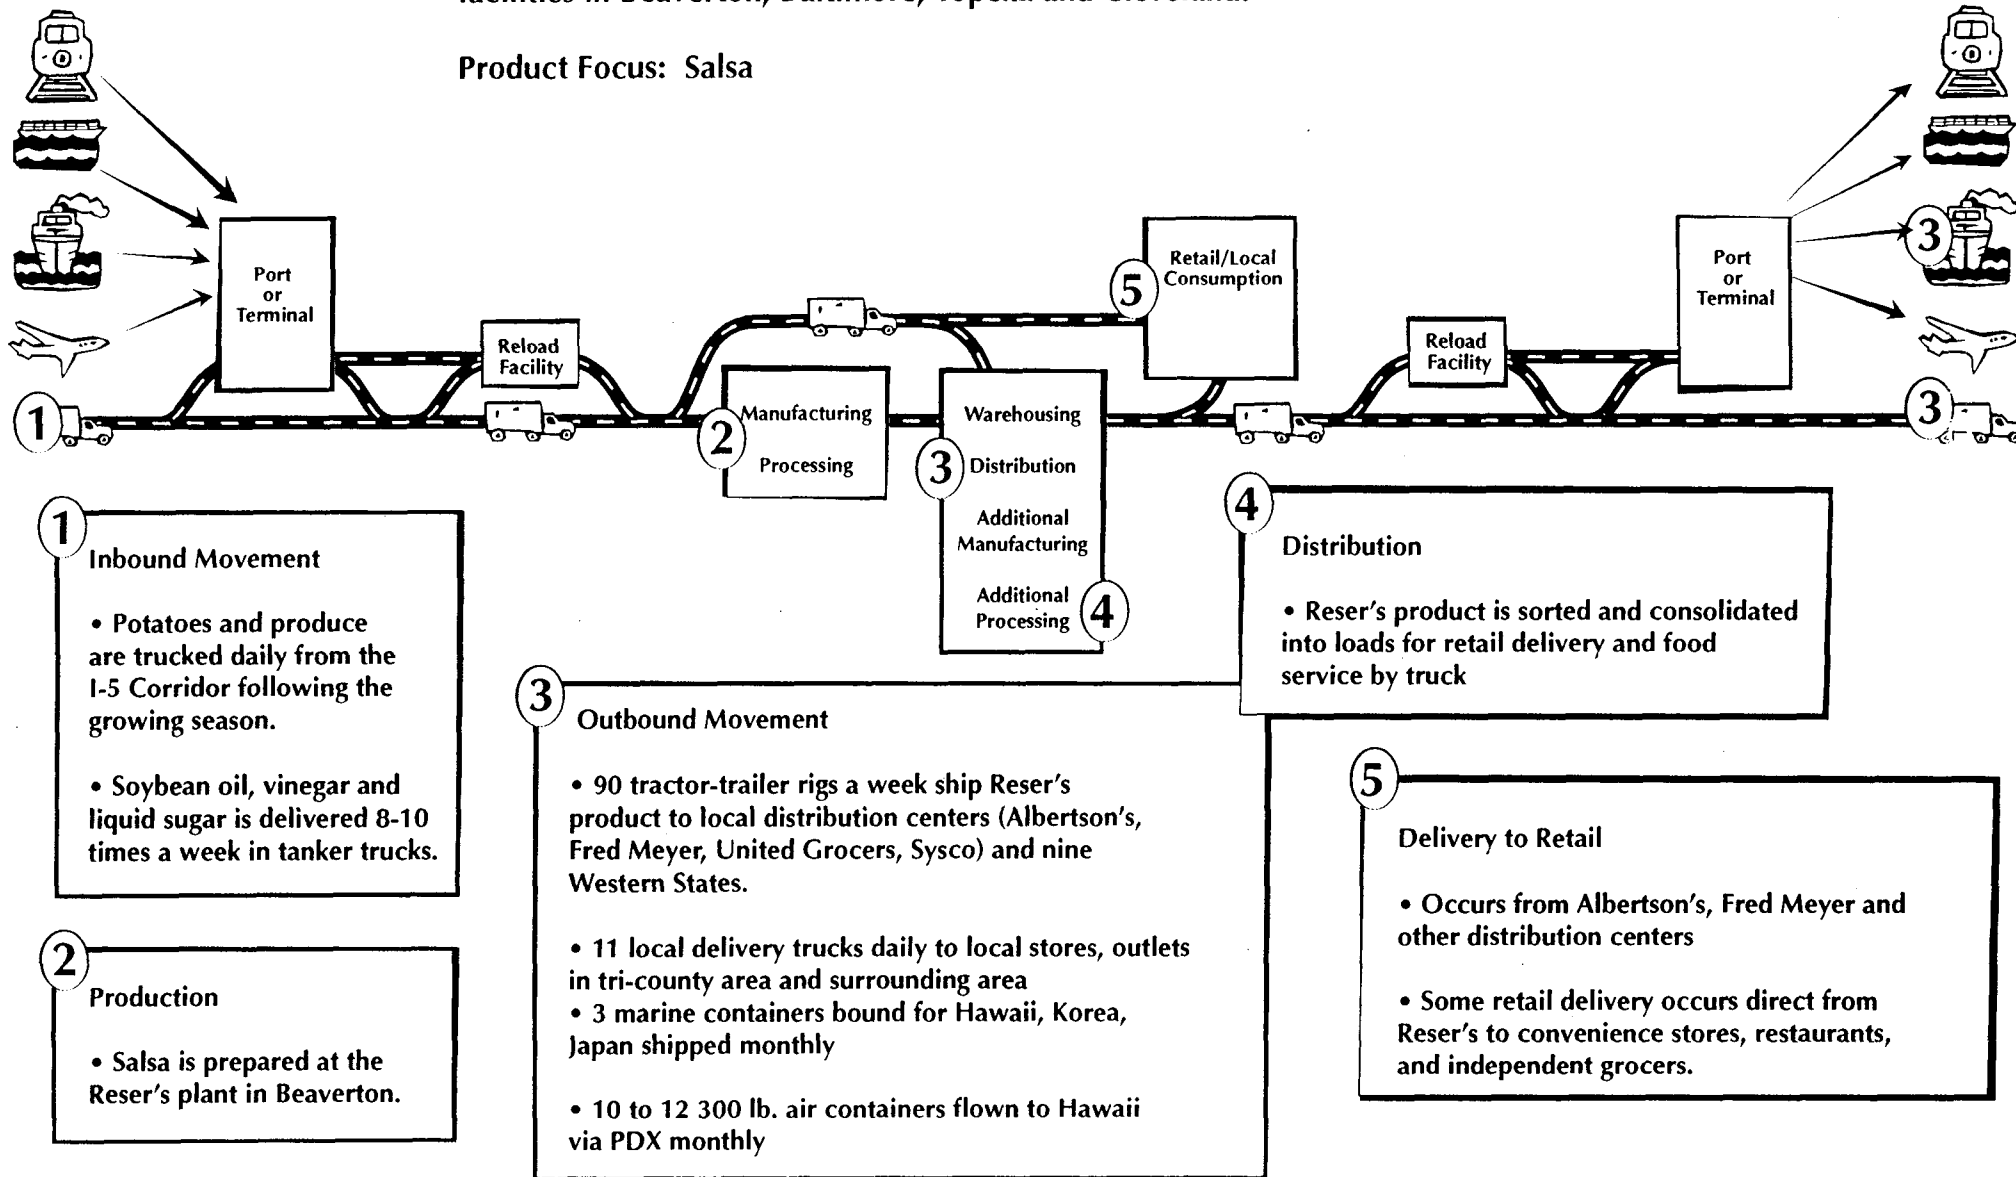 facilities in Beaverton, Baltimore, Topeka and Cleveland.
Product Focus: Salsa
Port
or
Terminal
Reload
Facility
5
Retail/Local
Consumption
Reload
Facility
Port
or
Terminal
3
1
2
Manufacturing
Processing
3
Warehousing
Distribution
Additional
Manufacturing
Additional
Processing
4
3
1
Inbound Movement
• Potatoes and produce
are trucked daily from the
I-5 Corridor following the
growing season.
• Soybean oil, vinegar and
liquid sugar is delivered 8-10
times a week in tanker trucks.
2
Production
• Salsa is prepared at the
Reser's plant in Beaverton.
3
Outbound Movement
• 90 tractor-trailer rigs a week ship Reser's
product to local distribution centers (Albertson's,
Fred Meyer, United Grocers, Sysco) and nine
Western States.
• 11 local delivery trucks daily to local stores, outlets
in tri-county area and surrounding area
• 3 marine containers bound for Hawaii, Korea,
Japan shipped monthly
• 10 to 12 300 lb. air containers flown to Hawaii
via PDX monthly
4
Distribution
• Reser's product is sorted and consolidated
into loads for retail delivery and food
service by truck
5
Delivery to Retail
• Occurs from Albertson's, Fred Meyer and
other distribution centers
• Some retail delivery occurs direct from
Reser's to convenience stores, restaurants,
and independent grocers.